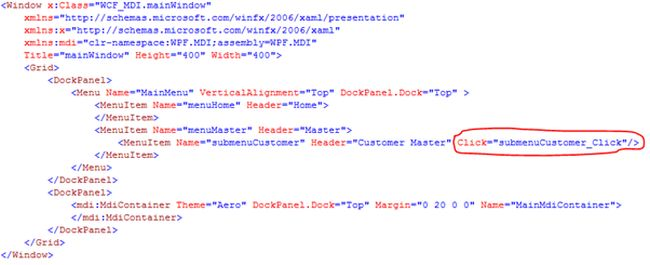 <Window x:Class="WCF_MDI.mainWindow"
xmlns="http://schemas.microsoft.com/winfx/2006/xaml/presentation"
xmlns:x="http://schemas.microsoft.com/winfx/2006/xaml"
xmlns:mdi="clr-namespace:WPF.MDI;assembly=WPF.MDI"
Title="mainWindow" Height="400" Width="400">
<Grid>
<DockPanel>
<Menu Name="MainMenu" VerticalAlignment="Top" DockPanel.Dock="Top" >
<MenuItem Name="menuHome" Header="Home">
</MenuItem>
<MenuItem Name="menuMaster" Header="Master">
<MenuItem Name="submenuCustomer" Header="Customer Master" Click="submenuCustomer_Click"/>
</MenuItem>
</Menu>
</DockPanel>
<DockPanel>
<mdi:MdiContainer Theme="Aero" DockPanel.Dock="Top" Margin="0 20 0 0" Name="MainMdiContainer">
</mdi:MdiContainer>
</DockPanel>
</Grid>
</Window>